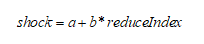 shock = a + b * reduceIndex